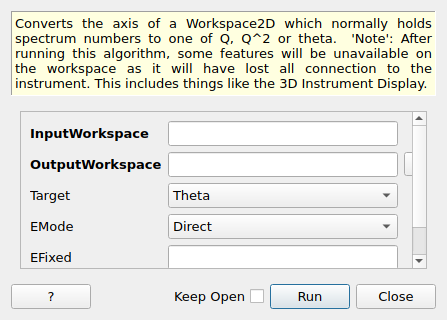 Converts the axis of a Workspace2D which normally holds
spectrum numbers to one of Q, Q^2 or theta. 'Note': After
running this algorithm, some features will be unavailable on
the workspace as it will have lost all connection to the
instrument. This includes things like the 3D Instrument Display.
InputWorkspace
OutputWorkspace
Target Theta
EMode Direct
EFixed
? Keep Open Run Close